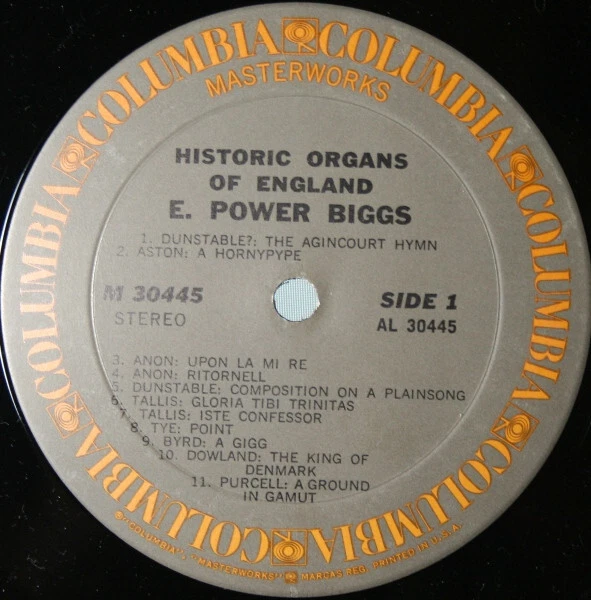 COLUMBIA COLUMBIA COLUMBIA COLUMBIA COLUMBIA COLUMBIA COLUMBIA
MASTERWORKS
HISTORIC ORGANS
OF ENGLAND
E. POWER BIGGS
1. DUNSTABLE?: THE AGINCOURT HYMN
2. ASTON: A HORNYPYPE
M 30445
SIDE 1
STEREO
AL 30445
3. ANON: UPON LA MI RE
4. ANON: RITORNELL
5. DUNSTABLE: COMPOSITION ON A PLAINSONG
6. TALLIS: GLORIA TIBI TRINITAS
7. TALLIS: ISTE CONFESSOR
8. TYE: POINT
9. BYRD: A GIGG
10. DOWLAND: THE KING OF
DENMARK
11. PURCELL: A GROUND
IN GAMUT
® "COLUMBIA", "MASTERWORKS" MARCAS REG. PRINTED IN U.S.A.